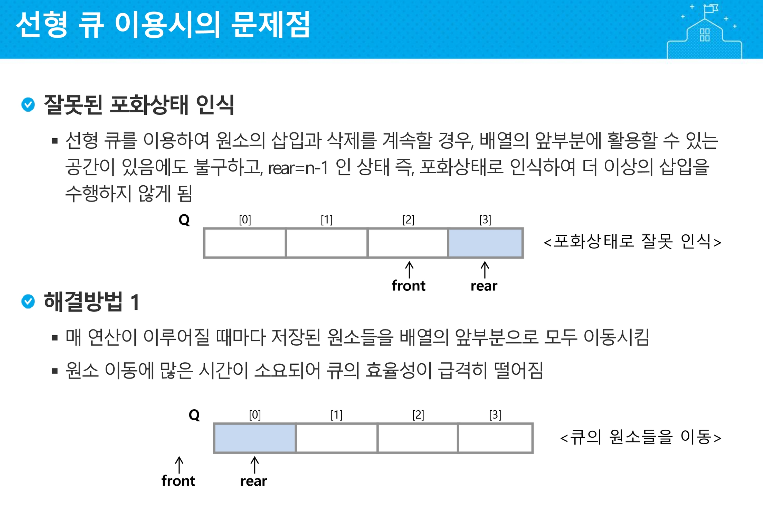 선형 큐 이용시의 문제점
잘못된 포화상태 인식
▪ 선형 큐를 이용하여 원소의 삽입과 삭제를 계속할 경우, 배열의 앞부분에 활용할 수 있는
공간이 있음에도 불구하고, rear=n-1 인 상태 즉, 포화상태로 인식하여 더 이상의 삽입을
수행하지 않게 됨
Q [0] [1] [2] [3]
<포화상태로 잘못 인식>
front rear
해결방법 1
▪ 매 연산이 이루어질 때마다 저장된 원소들을 배열의 앞부분으로 모두 이동시킴
▪ 원소 이동에 많은 시간이 소요되어 큐의 효율성이 급격히 떨어짐
Q [0] [1] [2] [3]
<큐의 원소들을 이동>
front rear